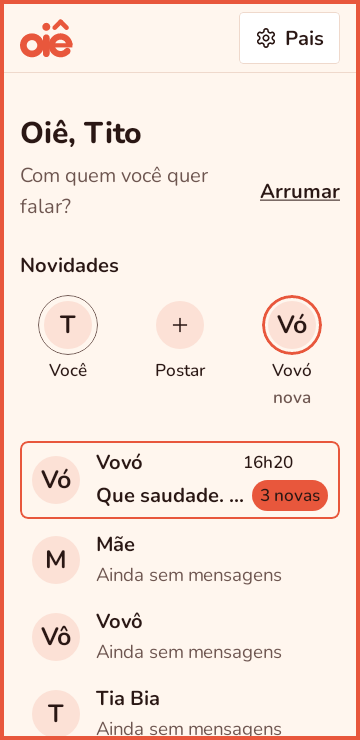 oiê
Pais
Oiê, Tito
Com quem você quer
falar?
Arrumar
Novidades
T
Vó
Você
Postar
Vovó
nova
Vó
Vovó
16h20
Que saudade. ...
3 novas
M
Mãe
Ainda sem mensagens
Vô
Vovô
Ainda sem mensagens
T
Tia Bia
Ainda sem mensagens